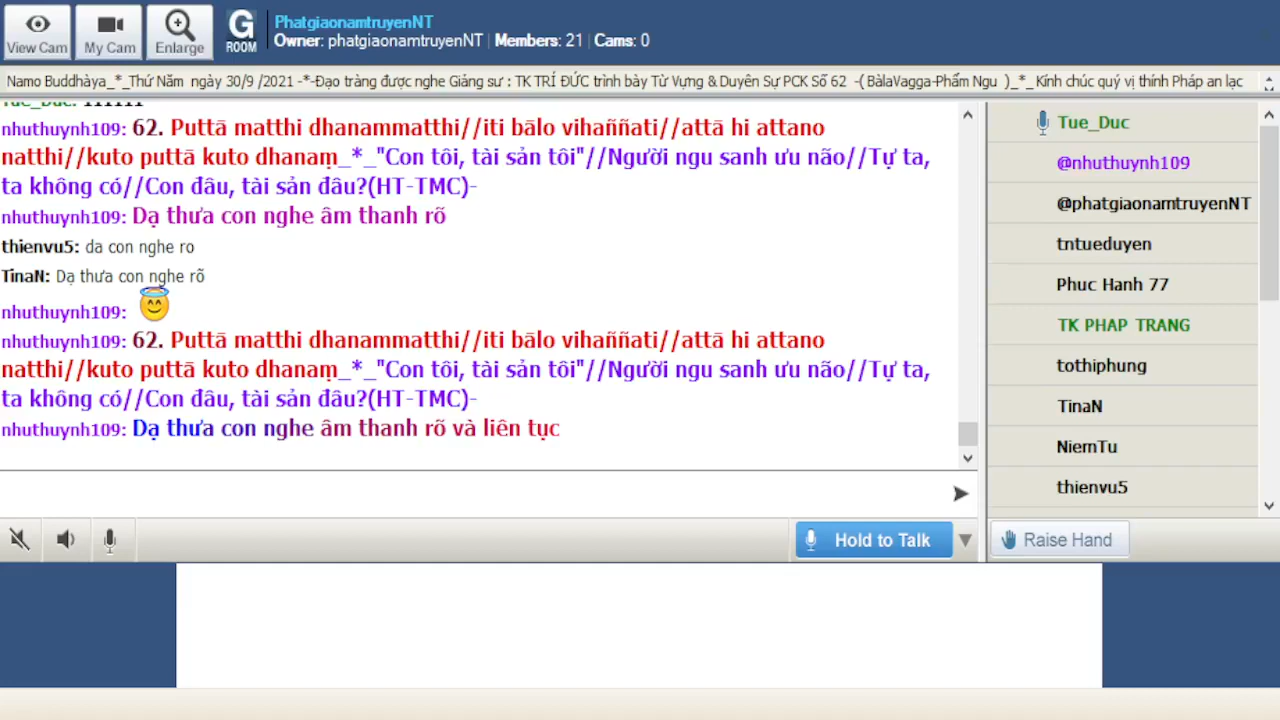 View Cam
My Cam
Enlarge
G
ROOM
PhatgiaonamtruyenNT
Owner: phatgiaonamtruyenNT | Members: 21 | Cams: 0
Namo Buddhàya_*_Thứ Năm ngày 30/9 /2021 -*-Đạo tràng được nghe Giảng sư : TK TRÍ ĐỨC trình bày Từ Vựng & Duyên Sự PCK Số 62 -( BàlaVagga-Phẩm Ngu )_*_Kính chúc quý vị thính Pháp an lạc
Tue_Duc: 111111
nhuthuynh109: 62. Puttā matthi dhanammatthi//iti bālo vihaññati//attā hi attano
natthi//kuto puttā kuto dhanaṃ_*_"Con tôi, tài sản tôi"//Người ngu sanh ưu não//Tự ta,
ta không có//Con đâu, tài sản đâu?(HT-TMC)-
nhuthuynh109: Dạ thưa con nghe âm thanh rõ
thienvu5: da con nghe ro
TinaN: Dạ thưa con nghe rõ
nhuthuynh109:
nhuthuynh109: 62. Puttā matthi dhanammatthi//iti bālo vihaññati//attā hi attano
natthi//kuto puttā kuto dhanaṃ_*_"Con tôi, tài sản tôi"//Người ngu sanh ưu não//Tự ta,
ta không có//Con đâu, tài sản đâu?(HT-TMC)-
nhuthuynh109: Dạ thưa con nghe âm thanh rõ và liên tục
Tue_Duc
@nhuthuynh109
@phatgiaonamtruyenNT
tntueduyen
Phuc Hanh 77
TK PHAP TRANG
tothiphung
TinaN
NiemTu
thienvu5
Hold to Talk
Raise Hand